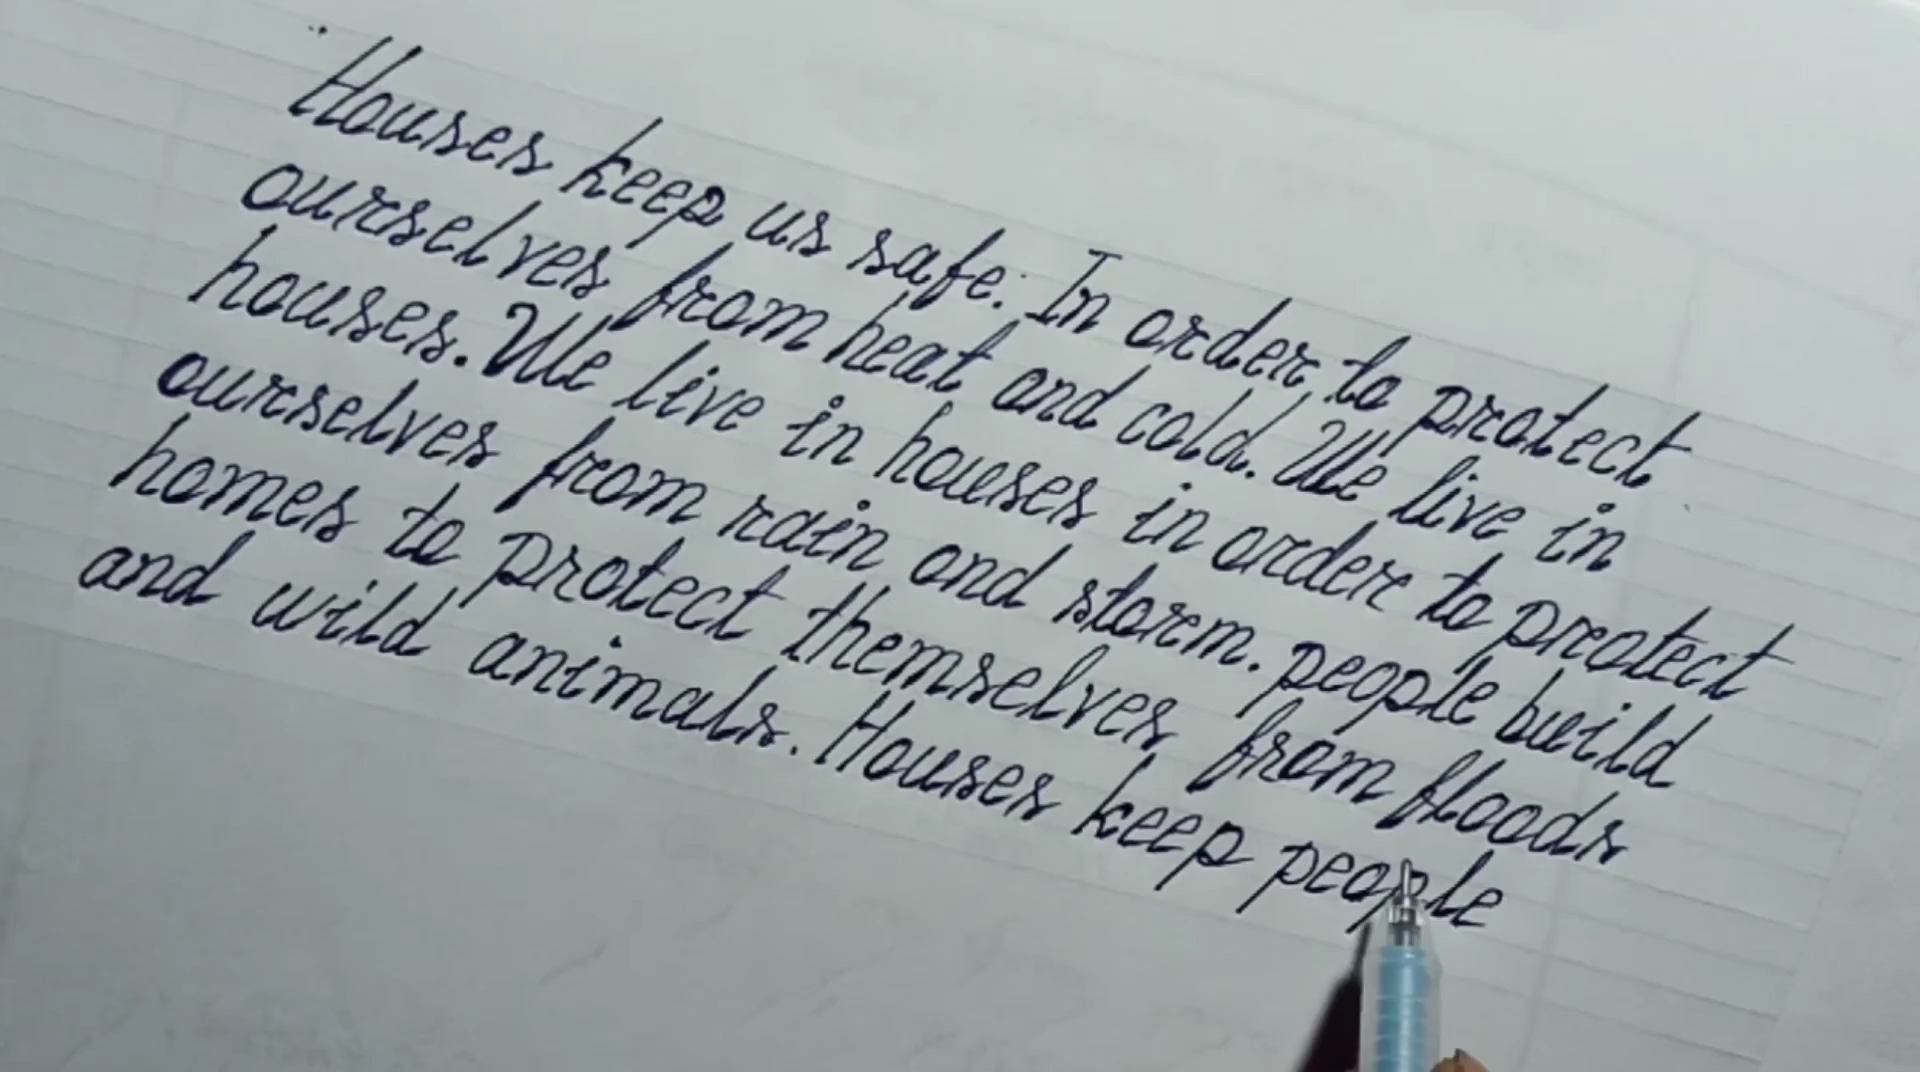 Houses keep us safe. In order to protect
ourselves from heat and cold. We live in
houses. We live in houses in order to protect
ourselves from rain and storm. people build
homes to protect themselves from floods
and wild animals. Houses keep people